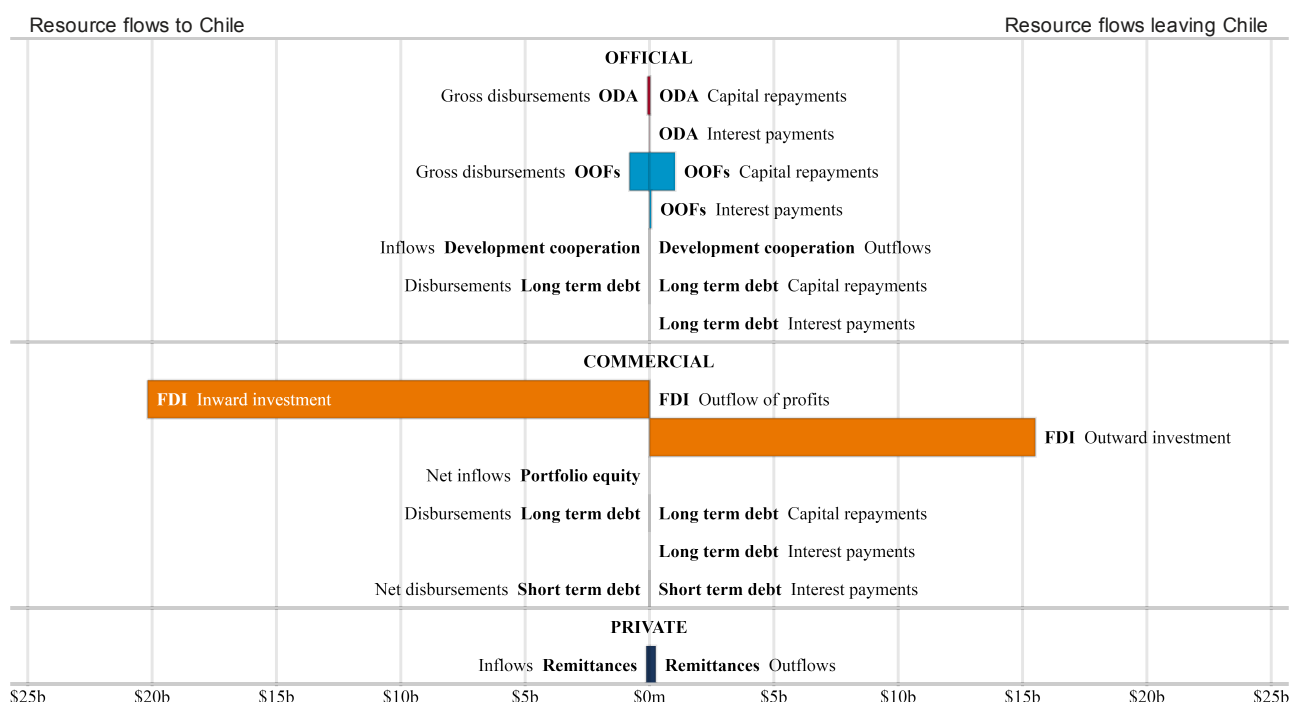 Resource flows to Chile Resource flows leaving Chile
OFFICIAL
Gross disbursements ODA ODA Capital repayments
ODA Interest payments
Gross disbursements OOFs OOFs Capital repayments
OOFs Interest payments
Inflows Development cooperation Development cooperation Outflows
Disbursements Long term debt Long term debt Capital repayments
Long term debt Interest payments
COMMERCIAL
FDI Inward investment FDI Outflow of profits
FDI Outward investment
Net inflows Portfolio equity
Disbursements Long term debt Long term debt Capital repayments
Long term debt Interest payments
Net disbursements Short term debt Short term debt Interest payments
PRIVATE
Inflows Remittances Remittances Outflows
$25b $20b $15b $10b $5b $0m $5b $10b $15b $20b $25b